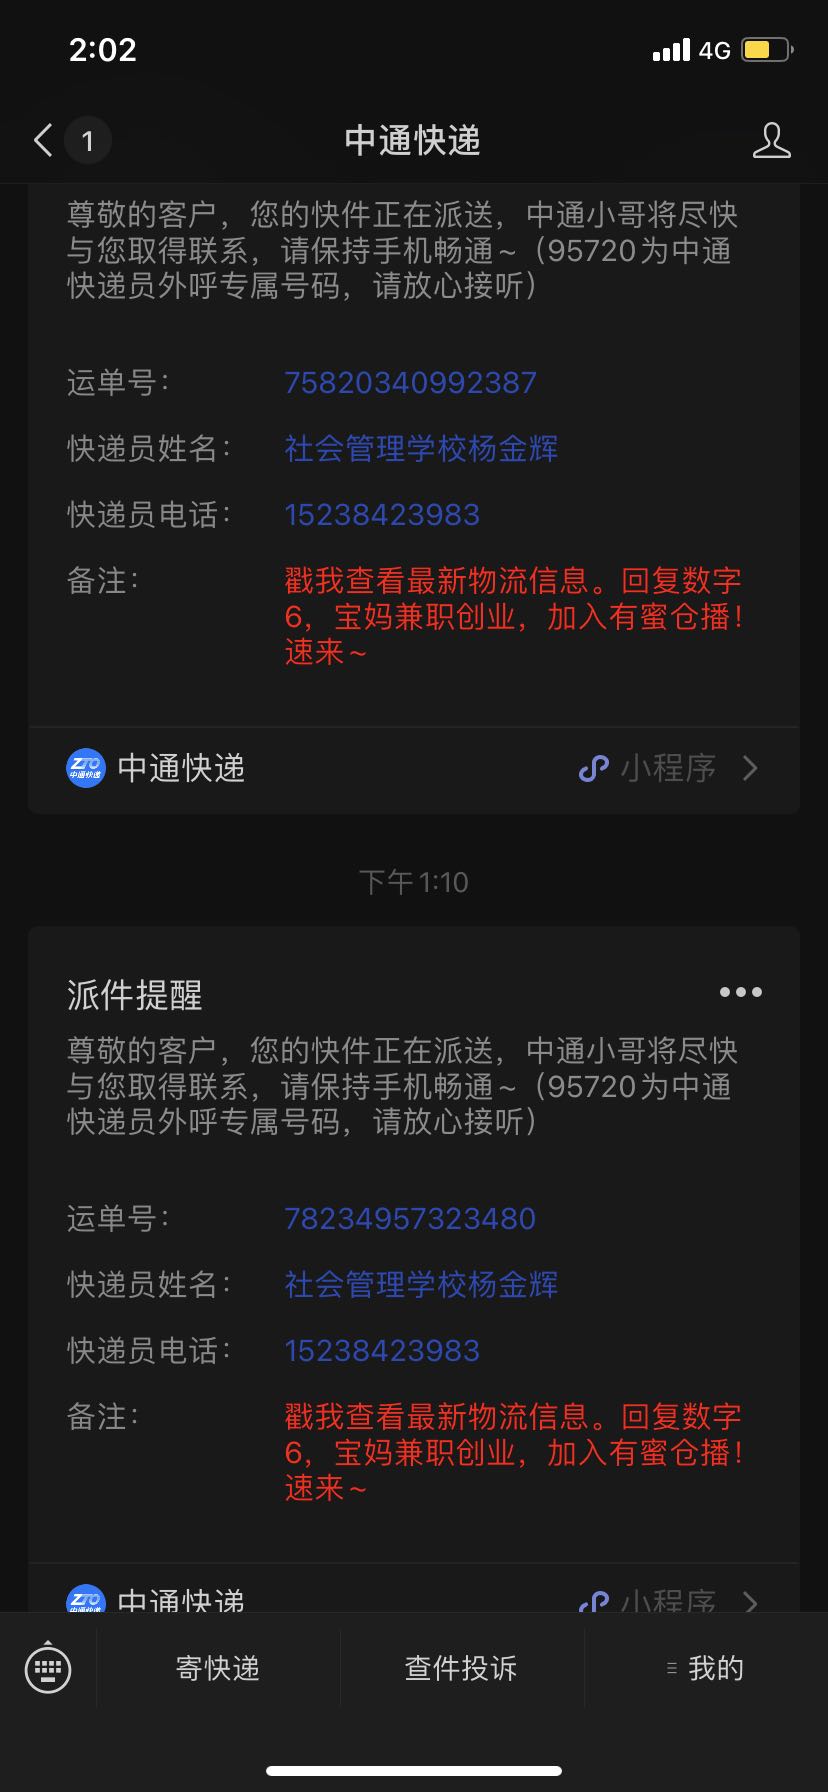 2:02
4G
1
中通快递
尊敬的客户，您的快件正在派送，中通小哥将尽快
与您取得联系，请保持手机畅通～（95720为中通
快递员外呼专属号码，请放心接听）
运单号：
75820340992387
快递员姓名：
社会管理学校杨金辉
快递员电话：
15238423983
备注：
戳我查看最新物流信息。回复数字
6，宝妈兼职创业，加入有蜜仓播！
速来～
ZTO
中通快递
中通快递
小程序
下午1:10
派件提醒
尊敬的客户，您的快件正在派送，中通小哥将尽快
与您取得联系，请保持手机畅通～（95720为中通
快递员外呼专属号码，请放心接听）
运单号：
78234957323480
快递员姓名：
社会管理学校杨金辉
快递员电话：
15238423983
备注：
戳我查看最新物流信息。回复数字
6，宝妈兼职创业，加入有蜜仓播！
速来～
ZTO
中通快递
中通快递
小程序
寄快递
查件投诉
我的